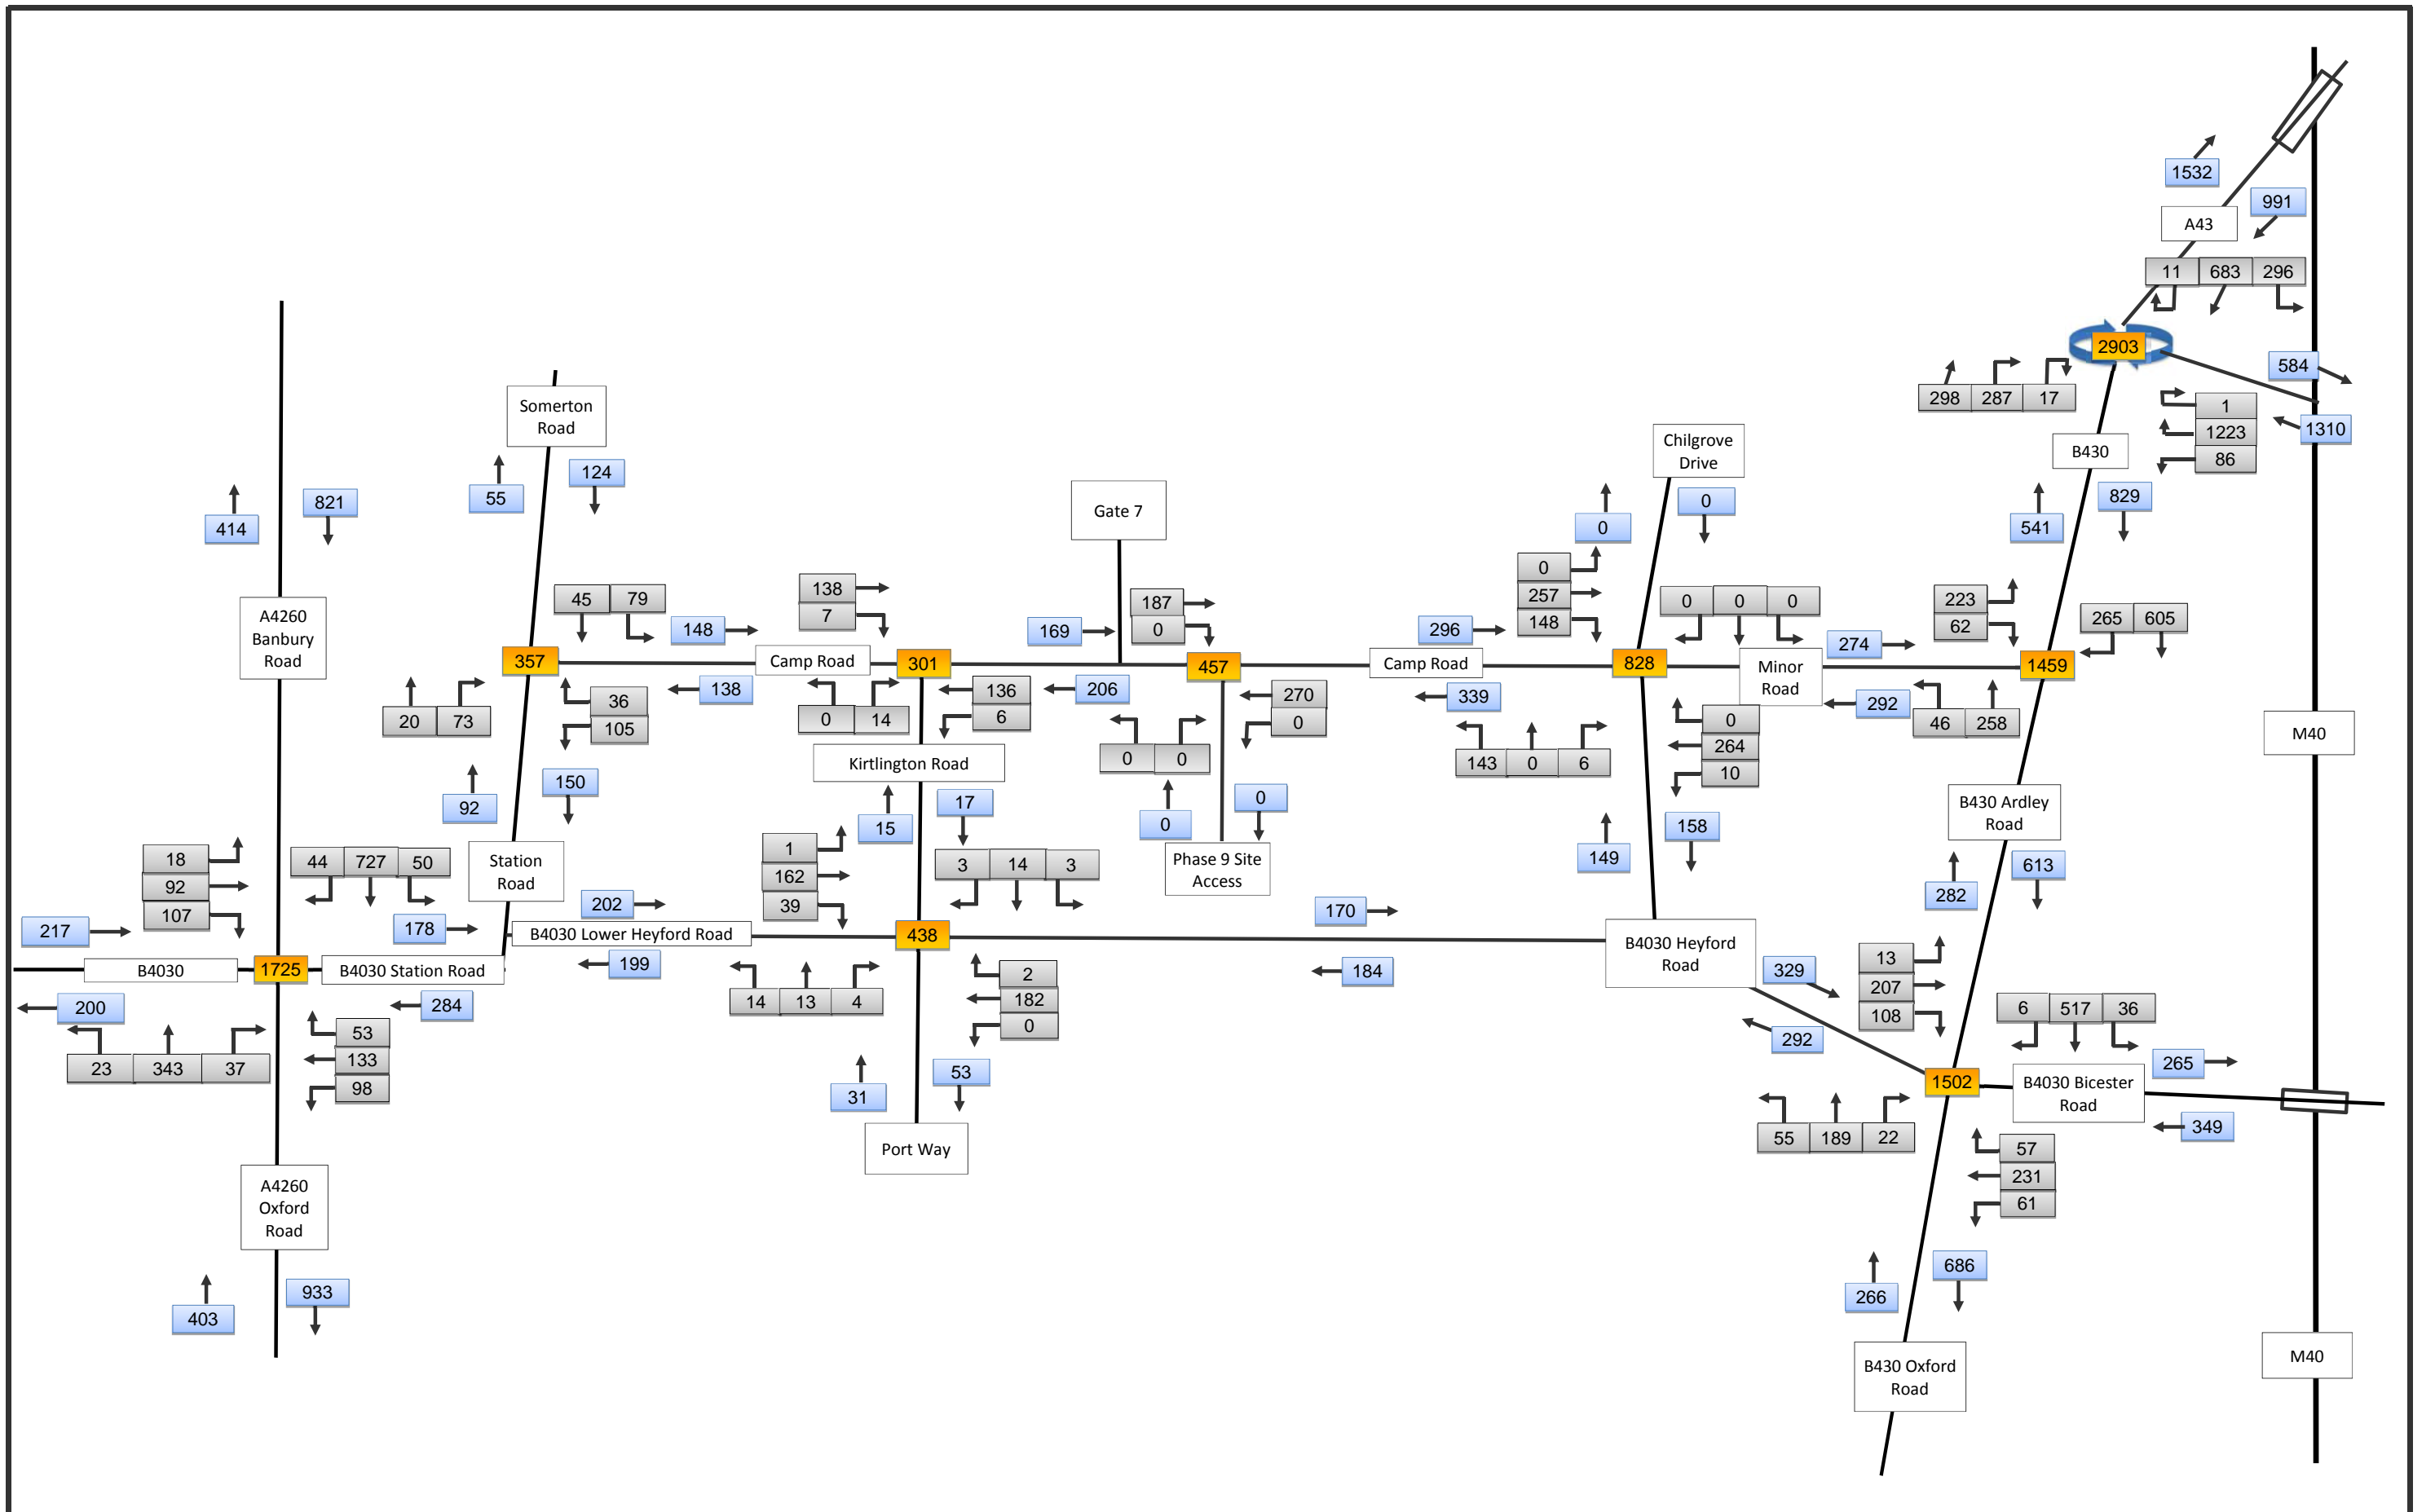 1532
991
A43
11 683 296
2903
584
298 287 17
1
1310
1223
86
Somerton
Road
Chilgrove
Drive
B430
124
55
414
821
Gate 7
0
0
541
829
A4260
Banbury
Road
45 79
148
138
7
169
187
0
296
0
257
148
0 0 0
274
223
62
265 605
357
Camp Road
301
457
Camp Road
828
Minor
Road
1459
20 73
36
105
138
0 14
136
6
206
270
0
339
292
46 258
0
264
10
143 0 6
M40
Kirtlington Road
0 0
92
150
15
17
0
0
149
158
B430 Ardley
Road
282
613
18
92
107
44 727 50
Station
Road
1
162
39
3 14 3
Phase 9 Site
Access
217
178
202
170
B4030 Lower Heyford Road
438
B4030 Heyford
Road
B4030
1725
B4030 Station Road
199
184
329
13
207
108
200
284
14 13 4
2
182
0
292
6 517 36
265
23 343 37
53
133
98
31
53
1502
B4030 Bicester
Road
349
55 189 22
57
231
61
Port Way
A4260
Oxford
Road
403
933
266
686
B430 Oxford
Road
M40